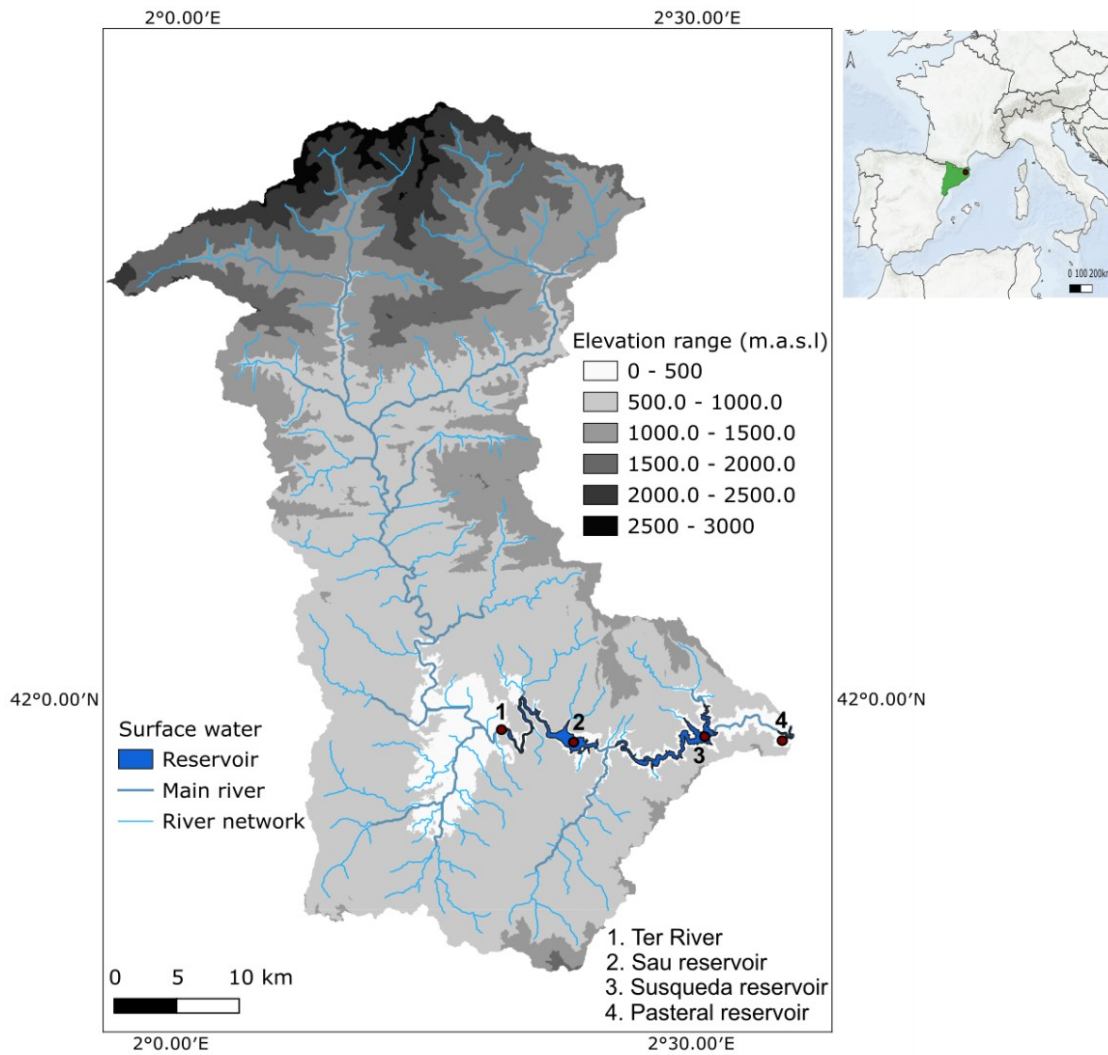 2°0.00′E
2°30.00′E
0 100 200km
Elevation range (m.a.s.l)
0 - 500
500.0 - 1000.0
1000.0 - 1500.0
1500.0 - 2000.0
2000.0 - 2500.0
2500 - 3000
42°0.00′N
42°0.00′N
1
2
3
4
Surface water
Reservoir
Main river
River network
1. Ter River
2. Sau reservoir
3. Susqueda reservoir
4. Pasteral reservoir
0 5 10 km
2°0.00′E
2°30.00′E